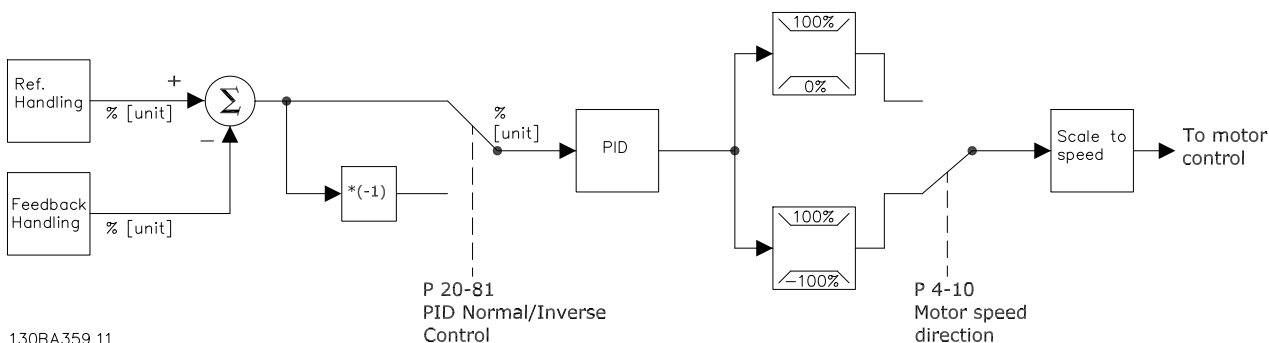 Ref.
Handling
+
% [unit]
Σ
−
Feedback
Handling
% [unit]
*(-1)
%
[unit]
P 20-81
PID Normal/Inverse
Control
PID
100%
0%
100%
−100%
P 4-10
Motor speed
direction
Scale to
speed
To motor
control
130BA359.11